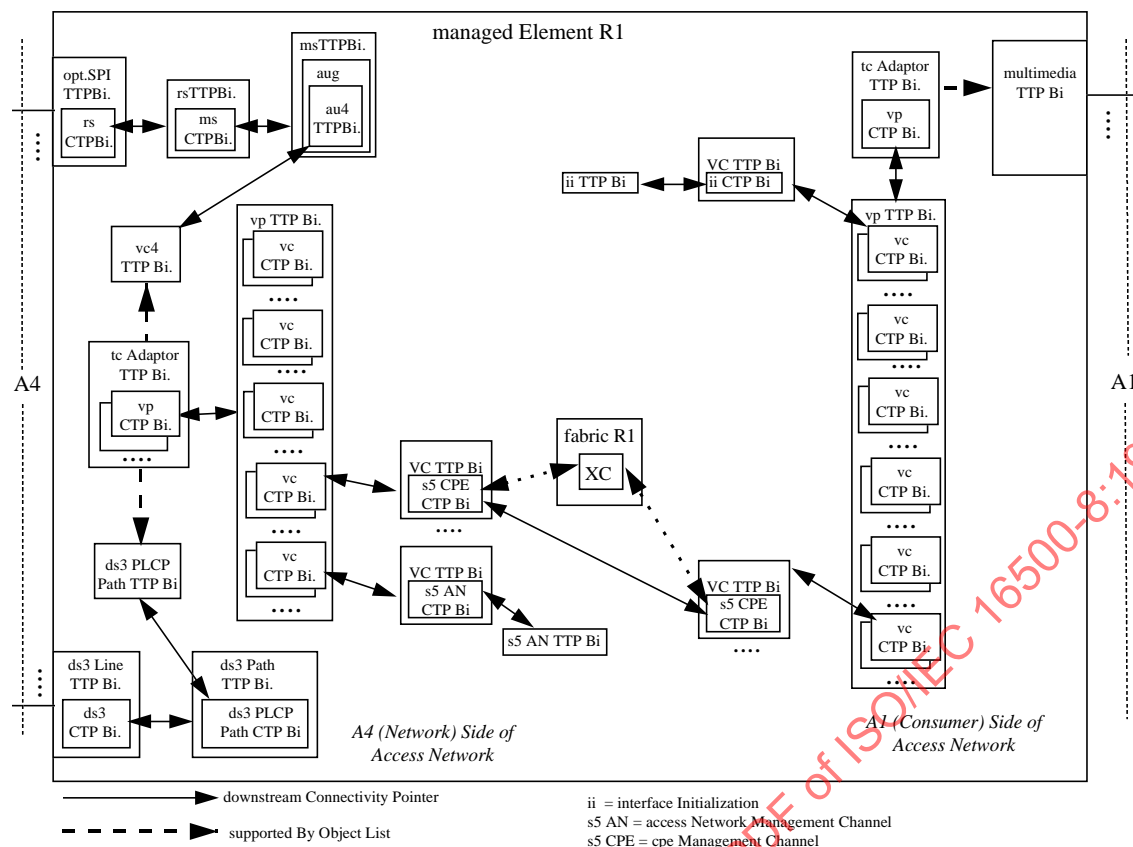 managed Element R1
opt.SPI
TTPBi.
rs
CTPBi.
rsTTPBi.
ms
CTPBi.
msTTPBi.
aug
au4
TTPBi.
tc Adaptor
TTP Bi.
vp
CTP Bi.
multimedia
TTP Bi
....
....
ii TTP Bi
VC TTP Bi
ii CTP Bi
vc4
TTP Bi.
vp TTP Bi.
vc
CTP Bi.
....
vc
CTP Bi.
....
vc
CTP Bi.
....
vc
CTP Bi.
....
vc
CTP Bi.
....
vp TTP Bi.
vc
CTP Bi.
....
vc
CTP Bi.
....
vc
CTP Bi.
....
vc
CTP Bi.
....
vc
CTP Bi.
....
vc
CTP Bi.
....
A4
A1
tc Adaptor
TTP Bi.
vp
CTP Bi.
....
fabric R1
XC
VC TTP Bi
s5 CPE
CTP Bi
....
ds3 PLCP
Path TTP Bi
VC TTP Bi
s5 AN
CTP Bi
s5 AN TTP Bi
VC TTP Bi
s5 CPE
CTP Bi
....
....
ds3 Line
TTP Bi.
ds3
CTP Bi.
ds3 Path
TTP Bi.
ds3 PLCP
Path CTP Bi
A4 (Network) Side of
Access Network
A1 (Consumer) Side of
Access Network
downstream Connectivity Pointer
supported By Object List
ii = interface Initialization
s5 AN = access Network Management Channel
s5 CPE = cpe Management Channel
PDF of ISO/IEC 16500-8:19